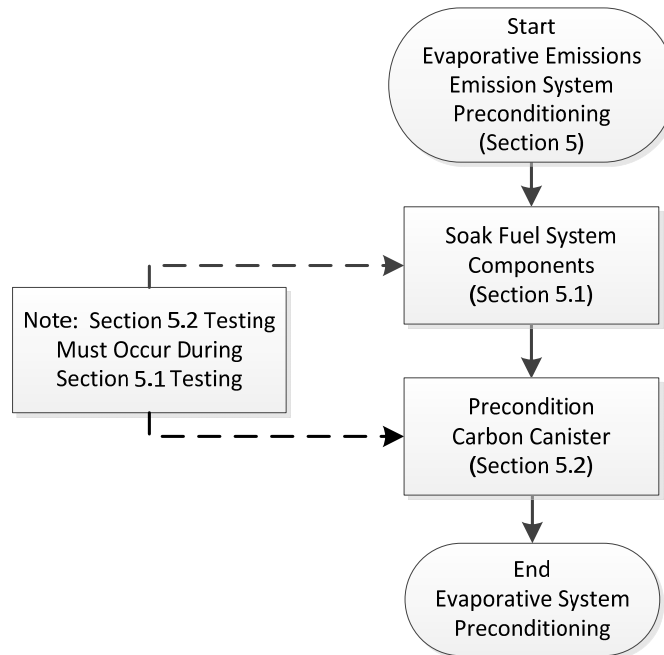 Start
Evaporative Emissions
Emission System
Preconditioning
(Section 5)
Soak Fuel System
Components
(Section 5.1)
Note: Section 5.2 Testing
Must Occur During
Section 5.1 Testing
Precondition
Carbon Canister
(Section 5.2)
End
Evaporative System
Preconditioning